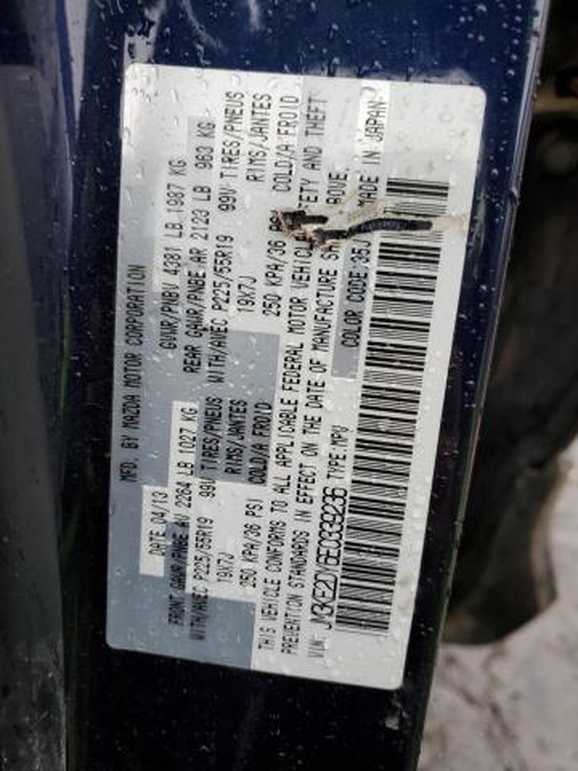 MFD. BY MAZDA MOTOR CORPORATION
DATE 04/13 GVWR/PNBV 4381 LB 1987 KG
FRONT GAWR/PNBE AV 2264 LB 1027 KG REAR GAWR/PNBE AR 2123 LB 963 KG
WITH/AVEC P225/55R19 99V TIRES/PNEUS WITH/AVEC P225/55R19 99V TIRES/PNEUS
19X7J RIMS/JANTES 19X7J RIMS/JANTES
250 KPA/36 PSI COLD/A FROID 250 KPA/36 PSI COLD/A FROID
THIS VEHICLE CONFORMS TO ALL APPLICABLE FEDERAL MOTOR VEHICLE SAFETY AND THEFT
PREVENTION STANDARDS IN EFFECT ON THE DATE OF MANUFACTURE ABOVE.
VIN: TYPE:MPV COLOR CODE:35J MADE IN JAPAN